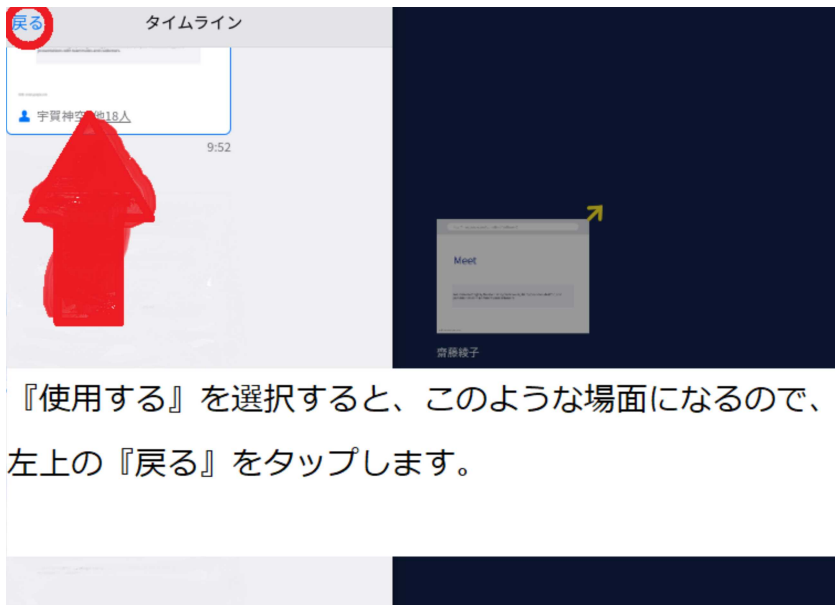 戻る
タイムライン
宇賀神空 他18人
9:52
Meet
齋藤綾子
『使用する』を選択すると、このような場面になるので、
左上の『戻る』をタップします。